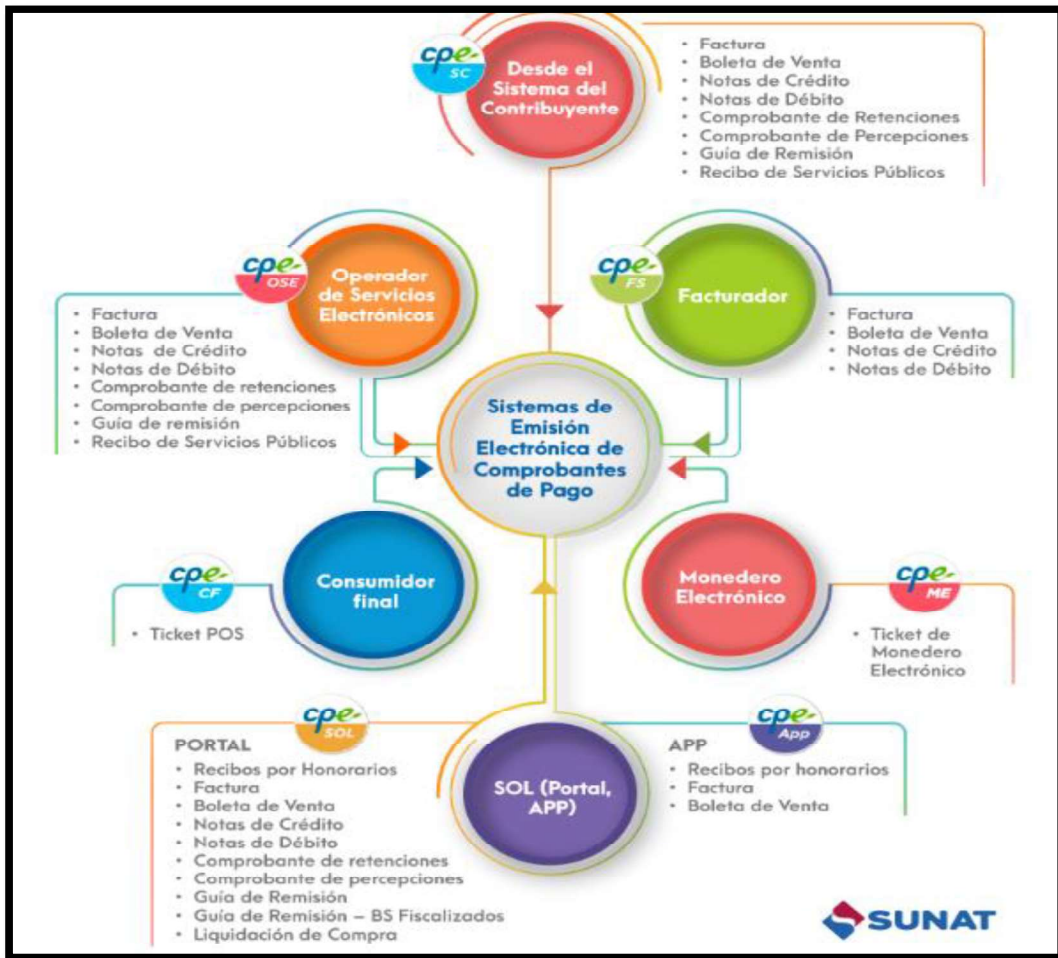 cpe-
SC
Desde el
Sistema del
Contribuyente
• Factura
• Boleta de Venta
• Notas de Crédito
• Notas de Débito
• Comprobante de Retenciones
• Comprobante de Percepciones
• Guía de Remisión
• Recibo de Servicios Públicos
cpe-
OSE
Operador
de Servicios
Electrónicos
• Factura
• Boleta de Venta
• Notas de Crédito
• Notas de Débito
• Comprobante de retenciones
• Comprobante de percepciones
• Guía de remisión
• Recibo de Servicios Públicos
cpe-
FS
Facturador
• Factura
• Boleta de Venta
• Notas de Crédito
• Notas de Débito
Sistemas de
Emisión
Electrónica de
Comprobantes
de Pago
cpe-
CF
Consumidor
final
• Ticket POS
Monedero
Electrónico
cpe-
ME
• Ticket de
Monedero
Electrónico
cpe-
SOL
PORTAL
• Recibos por Honorarios
• Factura
• Boleta de Venta
• Notas de Crédito
• Notas de Débito
• Comprobante de retenciones
• Comprobante de percepciones
• Guía de Remisión
• Guía de Remisión – BS Fiscalizados
• Liquidación de Compra
SOL (Portal,
APP)
cpe-
App
APP
• Recibos por honorarios
• Factura
• Boleta de Venta
SUNAT